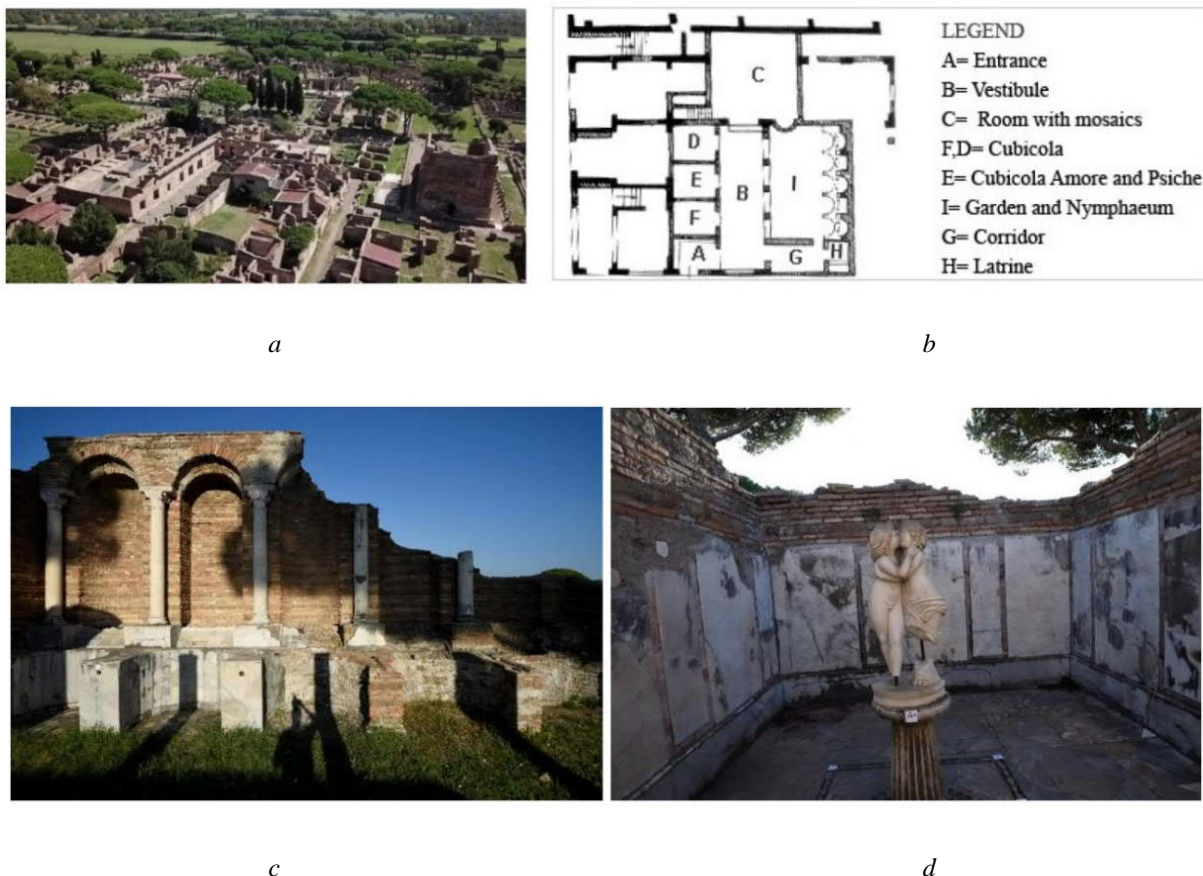 LEGEND
A= Entrance
B= Vestibule
C= Room with mosaics
F,D= Cubicola
E= Cubicola Amore and Psiche
I= Garden and Nymphaeum
G= Corridor
H= Latrine
C
D
E
B
I
F
A
G
H
a
b
c
d